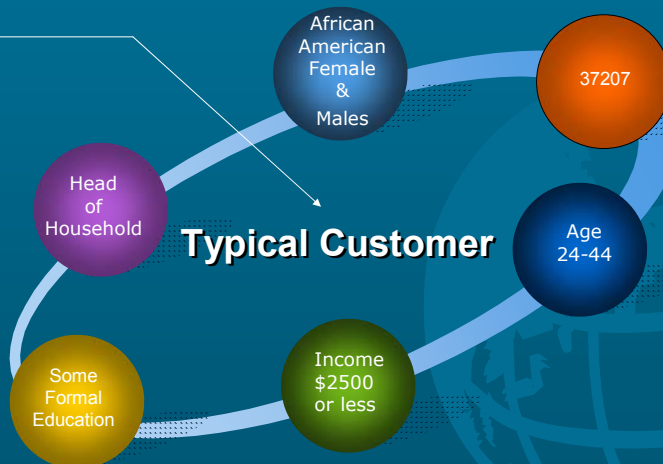 African
American
Female
&
Males
37207
Head
of
Household
Typical Customer
Age
24-44
Income
$2500
or less
Some
Formal
Education